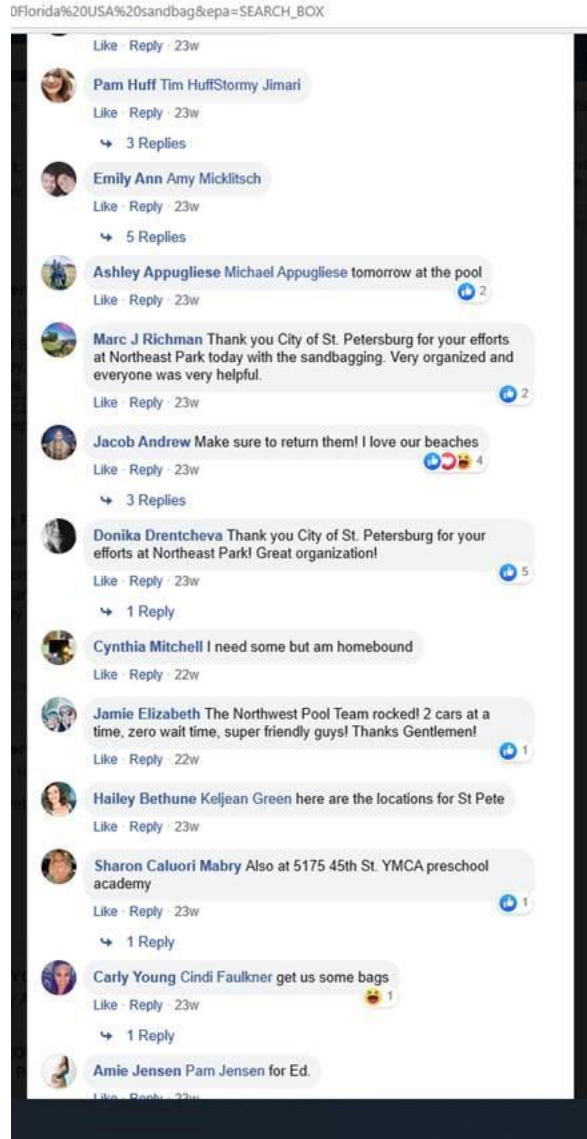 0Florida%20USA%20sandbag&epa=SEARCH_BOX
Like · Reply · 23w
Pam Huff Tim HuffStormy Jimari
Like · Reply · 23w
3 Replies
Emily Ann Amy Micklitsch
Like · Reply · 23w
5 Replies
Ashley Appugliese Michael Appugliese tomorrow at the pool
2
Like · Reply · 23w
Marc J Richman Thank you City of St. Petersburg for your efforts
at Northeast Park today with the sandbagging. Very organized and
everyone was very helpful.
2
Like · Reply · 23w
Jacob Andrew Make sure to return them! I love our beaches
4
Like · Reply · 23w
3 Replies
Donika Drentcheva Thank you City of St. Petersburg for your
efforts at Northeast Park! Great organization!
5
Like · Reply · 23w
1 Reply
Cynthia Mitchell I need some but am homebound
Like · Reply · 22w
Jamie Elizabeth The Northwest Pool Team rocked! 2 cars at a
time, zero wait time, super friendly guys! Thanks Gentlemen!
1
Like · Reply · 22w
Hailey Bethune Keljean Green here are the locations for St Pete
Like · Reply · 23w
Sharon Caluori Mabry Also at 5175 45th St. YMCA preschool
academy
1
Like · Reply · 23w
1 Reply
Carly Young Cindi Faulkner get us some bags
1
Like · Reply · 23w
1 Reply
Amie Jensen Pam Jensen for Ed.
Like · Reply · 23w